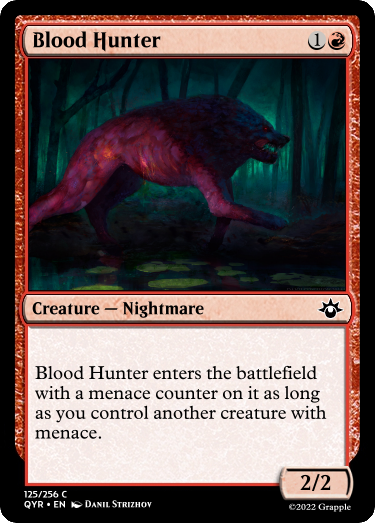 Blood Hunter 1
Creature — Nightmare
Blood Hunter enters the battlefield
with a menace counter on it as long
as you control another creature with
menace.
2/2
125/256 C
QYR • EN Danil Strizhov
©2022 Grapple